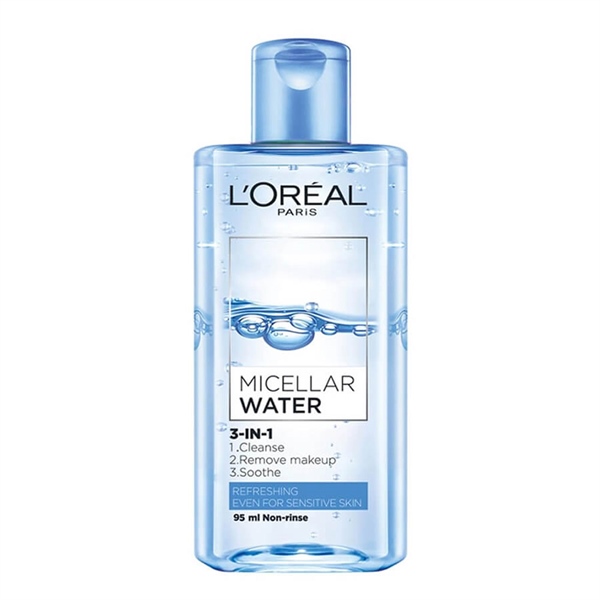 L'ORÉAL
PARIS
MICELLAR
WATER
3-IN-1
1.Cleanse
2.Remove makeup
3.Soothe
REFRESHING
EVEN FOR SENSITIVE SKIN
95 ml Non-rinse